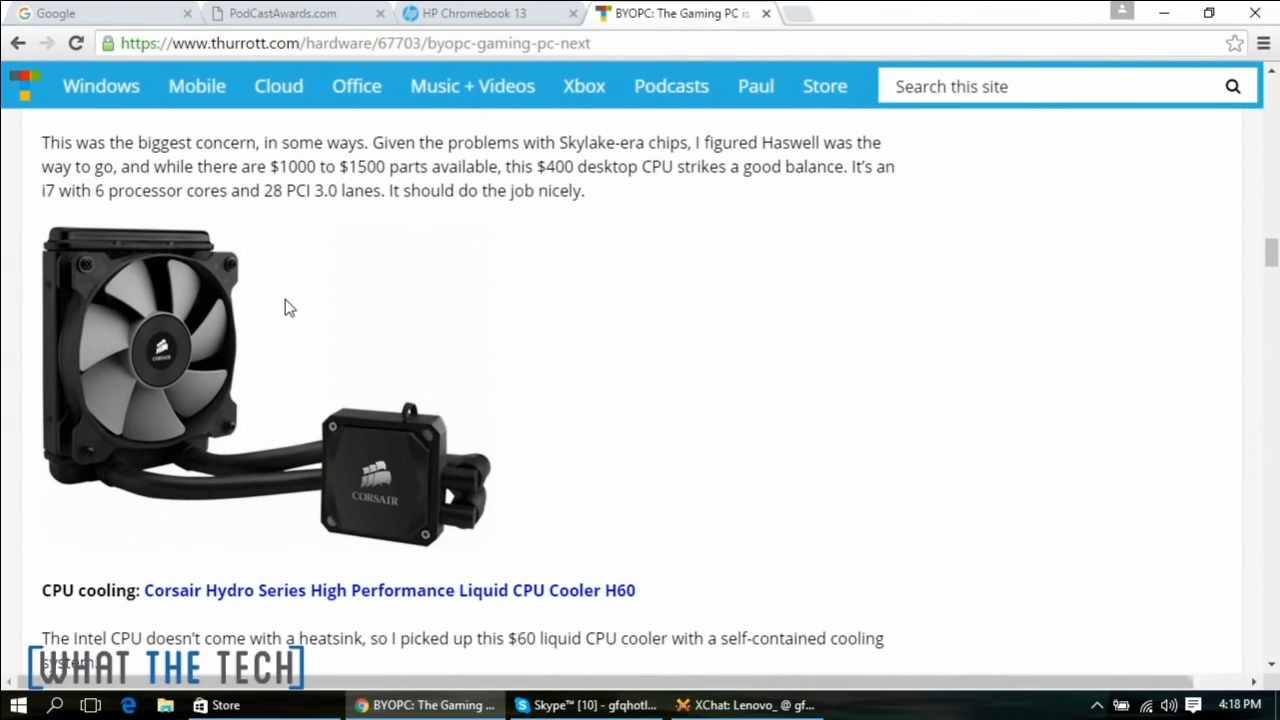 Google
PodCastAwards.com
HP Chromebook 13
BYOPC: The Gaming PC is
https://www.thurrott.com/hardware/67703/byopc-gaming-pc-next
Windows Mobile Cloud Office Music + Videos Xbox Podcasts Paul Store Search this site
This was the biggest concern, in some ways. Given the problems with Skylake-era chips, I figured Haswell was the
way to go, and while there are $1000 to $1500 parts available, this $400 desktop CPU strikes a good balance. It’s an
i7 with 6 processor cores and 28 PCI 3.0 lanes. It should do the job nicely.
CORSAIR
CORSAIR
CPU cooling: Corsair Hydro Series High Performance Liquid CPU Cooler H60
The Intel CPU doesn’t come with a heatsink, so I picked up this $60 liquid CPU cooler with a self-contained cooling
system.
[WHAT THE TECH]
Store
BYOPC: The Gaming ...
Skype™ [10] - gfqhotl...
XChat: Lenovo_ @ gf...
4:18 PM